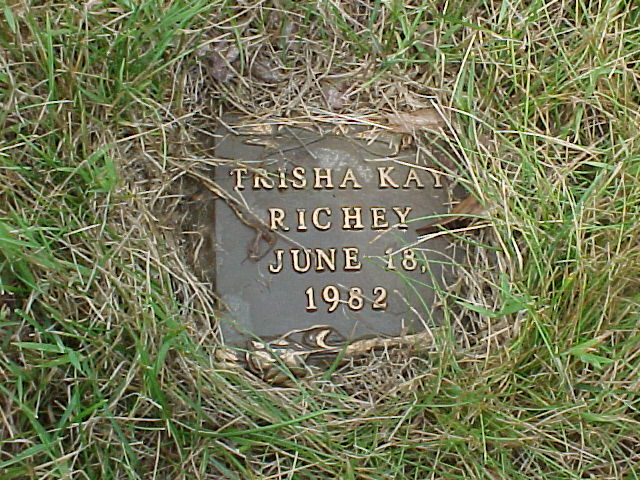 TRISHA KAY
RICHEY
JUNE 18,
1982